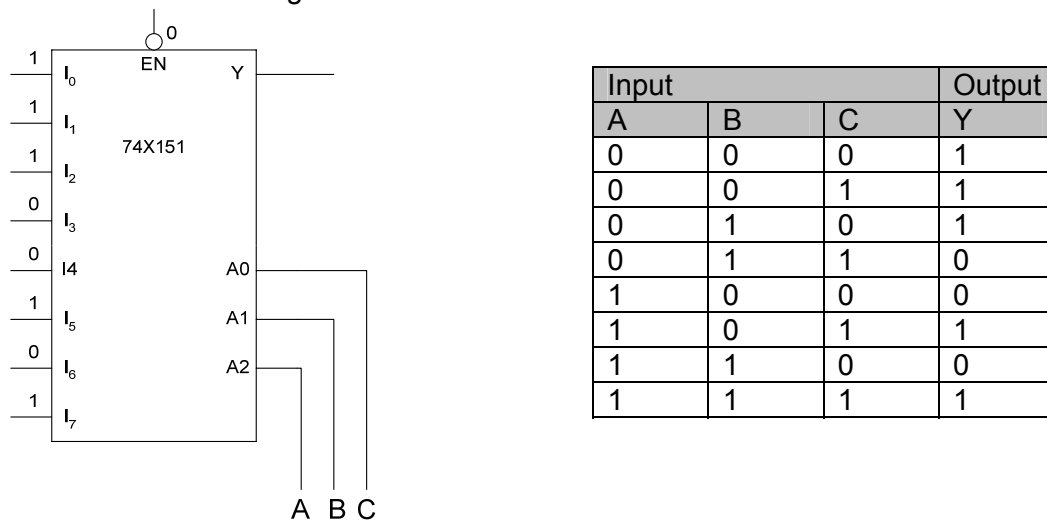 0
EN
1 I0 Y
1 I1
74X151
1 I2
0 I3
0 I4 A0
1 I5 A1
0 I6 A2
1 I7
A B C
Input Output
A B C Y
0 0 0 1
0 0 1 1
0 1 0 1
0 1 1 0
1 0 0 0
1 0 1 1
1 1 0 0
1 1 1 1